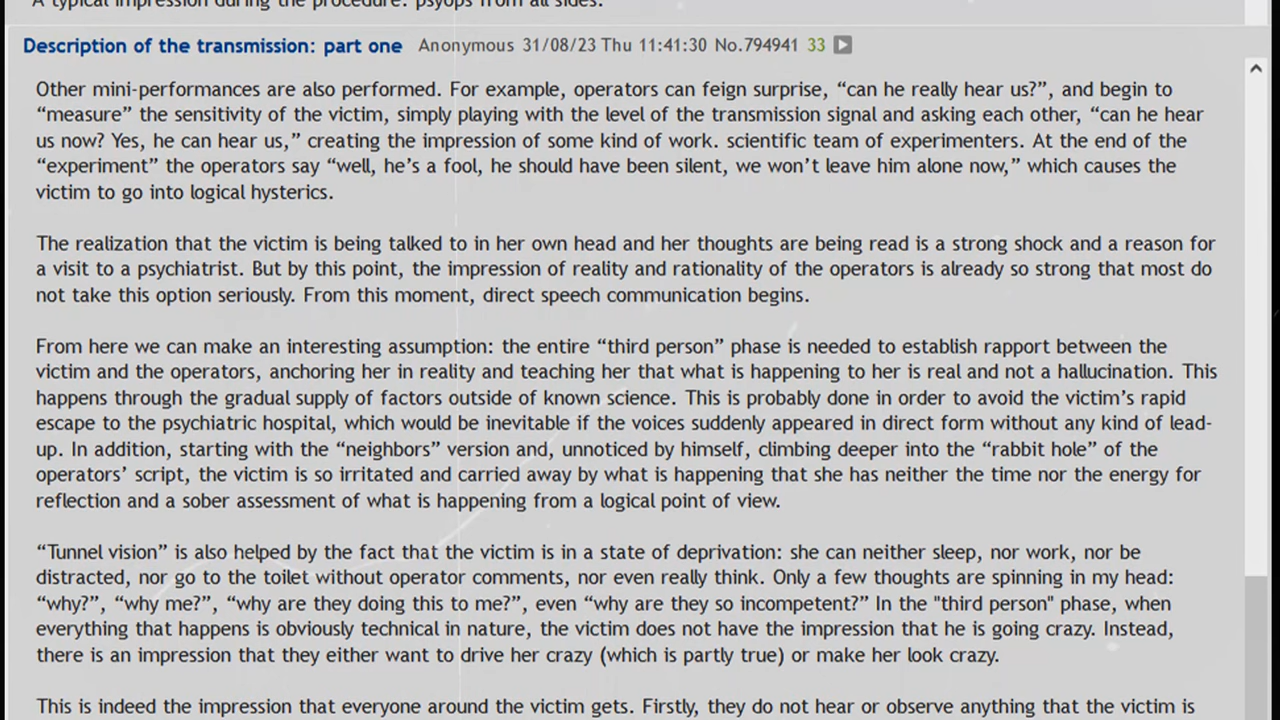 A typical impression during the procedure: psyops from all sides.
Description of the transmission: part one Anonymous 31/08/23 Thu 11:41:30 No.794941 33
Other mini-performances are also performed. For example, operators can feign surprise, “can he really hear us?”, and begin to
“measure” the sensitivity of the victim, simply playing with the level of the transmission signal and asking each other, “can he hear
us now? Yes, he can hear us,” creating the impression of some kind of work. scientific team of experimenters. At the end of the
“experiment” the operators say “well, he’s a fool, he should have been silent, we won’t leave him alone now,” which causes the
victim to go into logical hysterics.
The realization that the victim is being talked to in her own head and her thoughts are being read is a strong shock and a reason for
a visit to a psychiatrist. But by this point, the impression of reality and rationality of the operators is already so strong that most do
not take this option seriously. From this moment, direct speech communication begins.
From here we can make an interesting assumption: the entire “third person” phase is needed to establish rapport between the
victim and the operators, anchoring her in reality and teaching her that what is happening to her is real and not a hallucination. This
happens through the gradual supply of factors outside of known science. This is probably done in order to avoid the victim’s rapid
escape to the psychiatric hospital, which would be inevitable if the voices suddenly appeared in direct form without any kind of lead-
up. In addition, starting with the “neighbors” version and, unnoticed by himself, climbing deeper into the “rabbit hole” of the
operators’ script, the victim is so irritated and carried away by what is happening that she has neither the time nor the energy for
reflection and a sober assessment of what is happening from a logical point of view.
“Tunnel vision” is also helped by the fact that the victim is in a state of deprivation: she can neither sleep, nor work, nor be
distracted, nor go to the toilet without operator comments, nor even really think. Only a few thoughts are spinning in my head:
“why?”, “why me?”, “why are they doing this to me?”, even “why are they so incompetent?” In the "third person" phase, when
everything that happens is obviously technical in nature, the victim does not have the impression that he is going crazy. Instead,
there is an impression that they either want to drive her crazy (which is partly true) or make her look crazy.
This is indeed the impression that everyone around the victim gets. Firstly, they do not hear or observe anything that the victim is